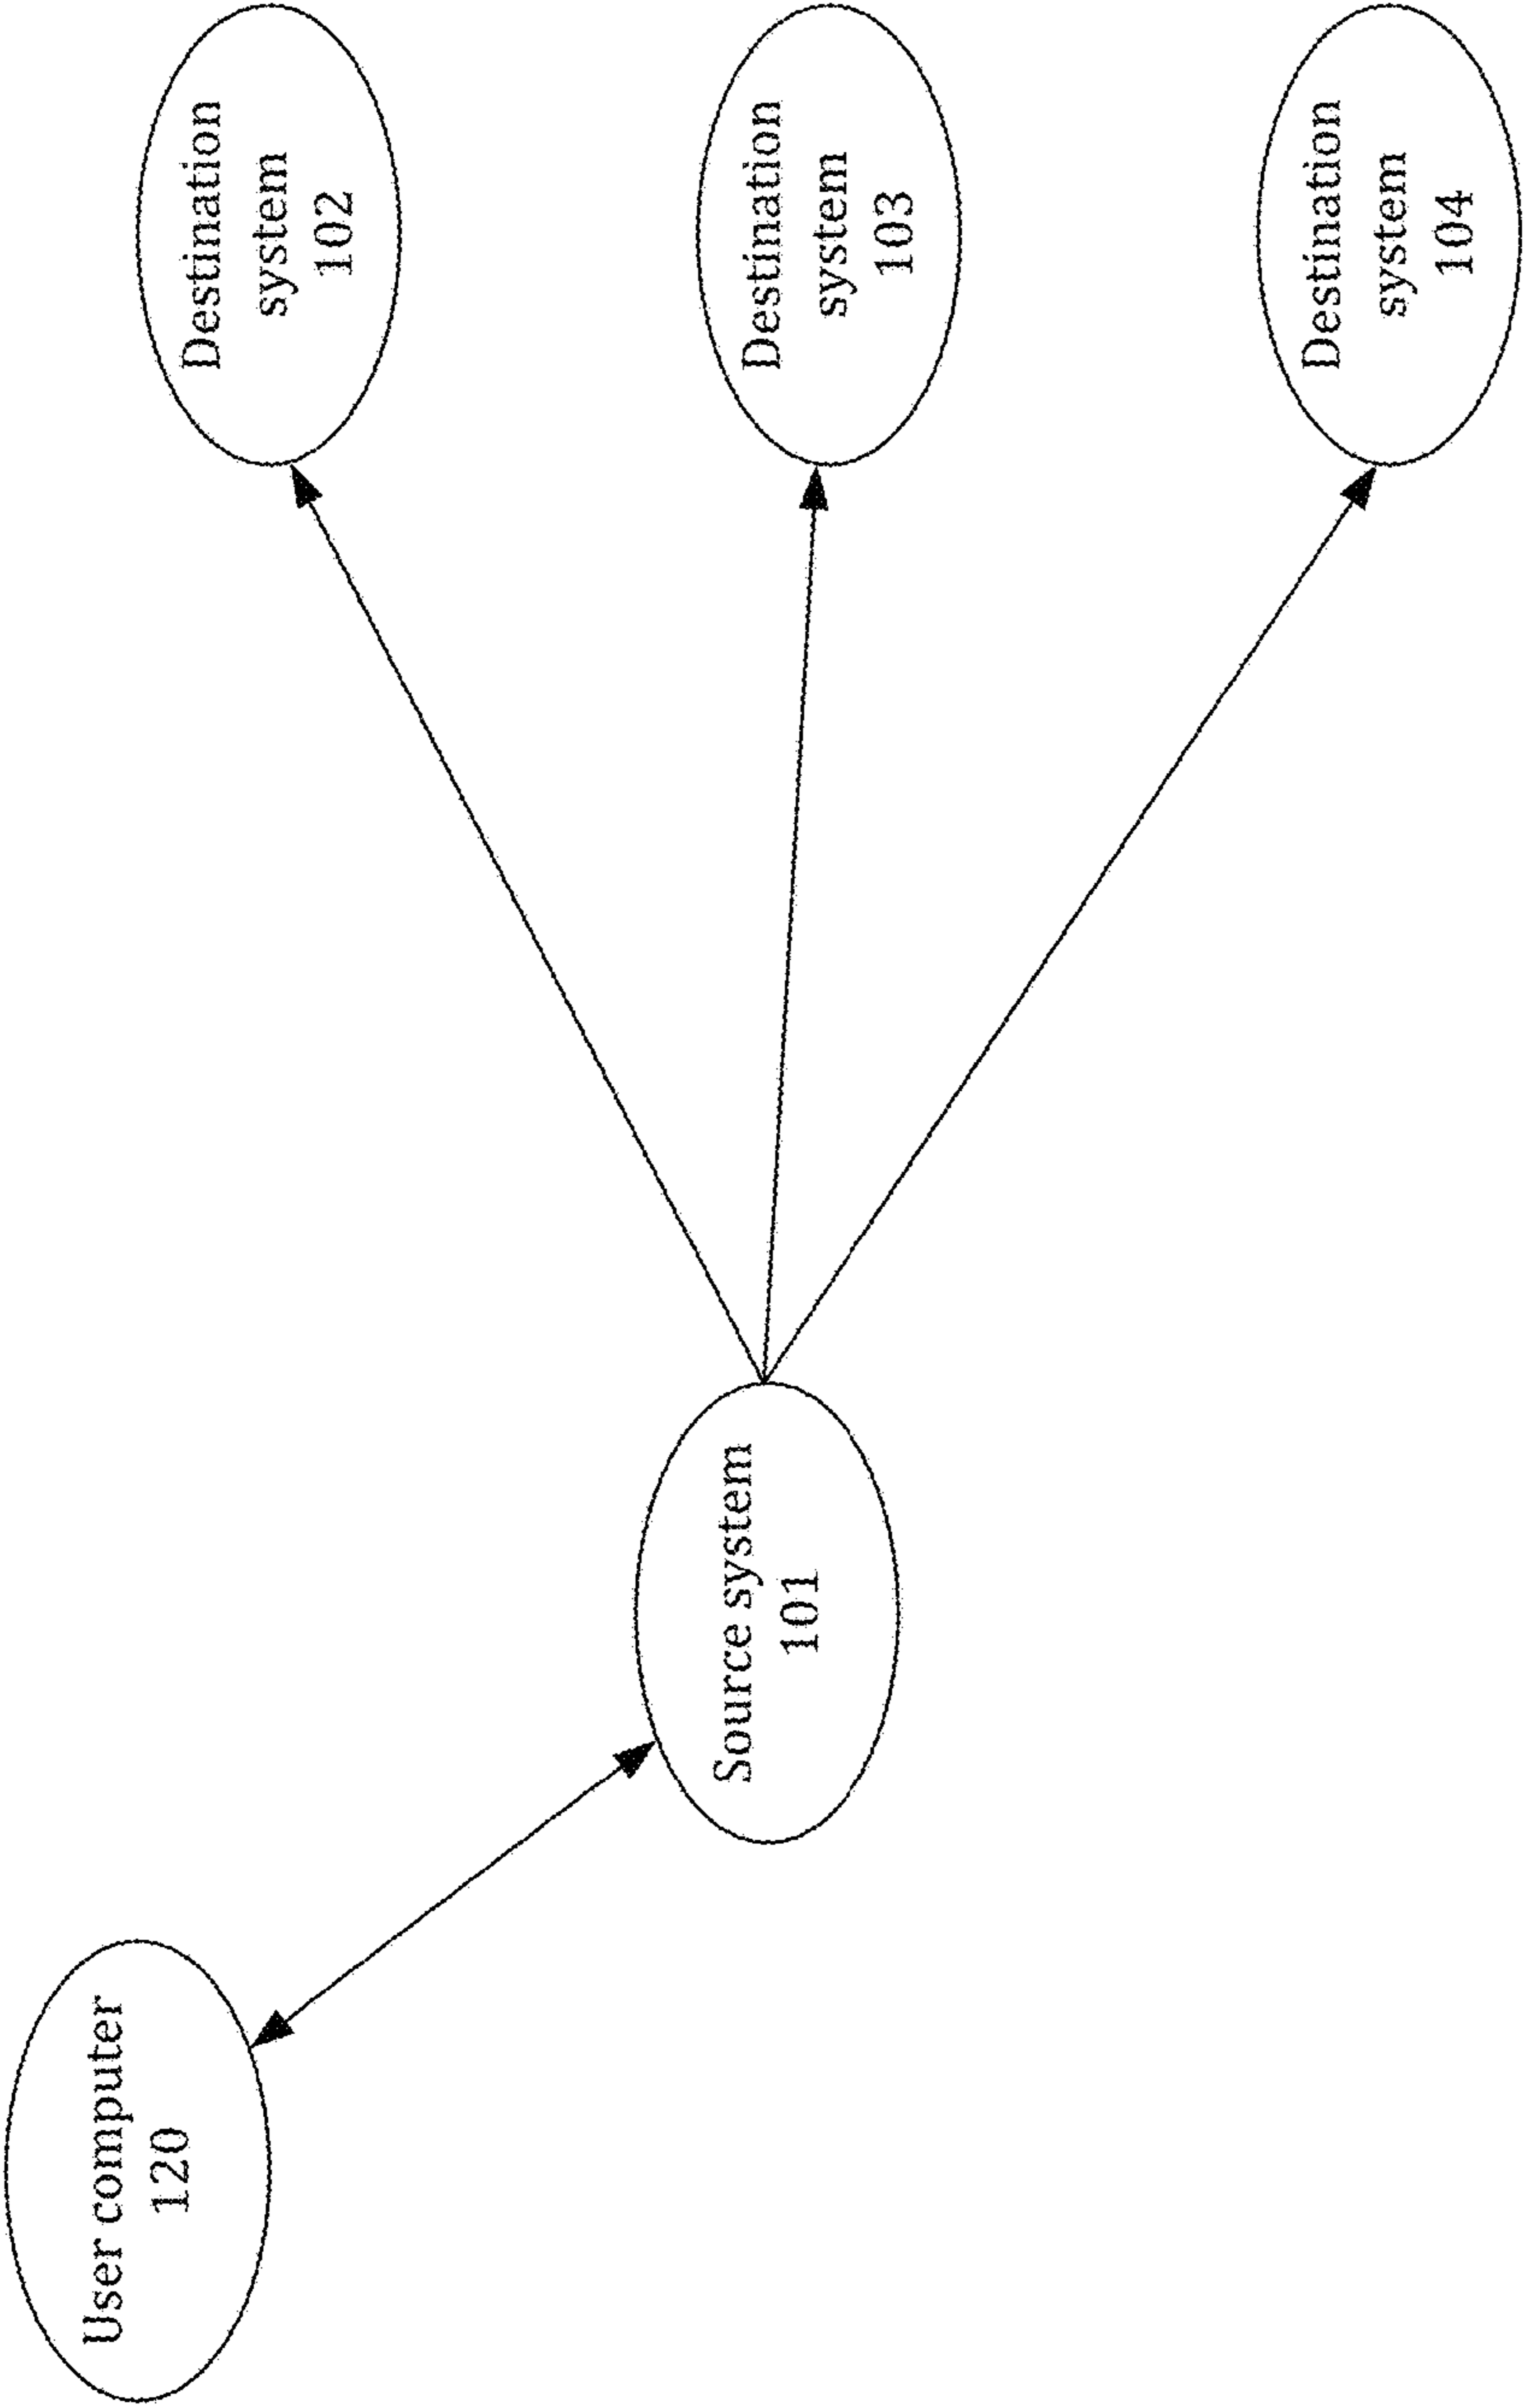 User computer
120
Source system
101
Destination
system
102
Destination
system
103
Destination
system
104